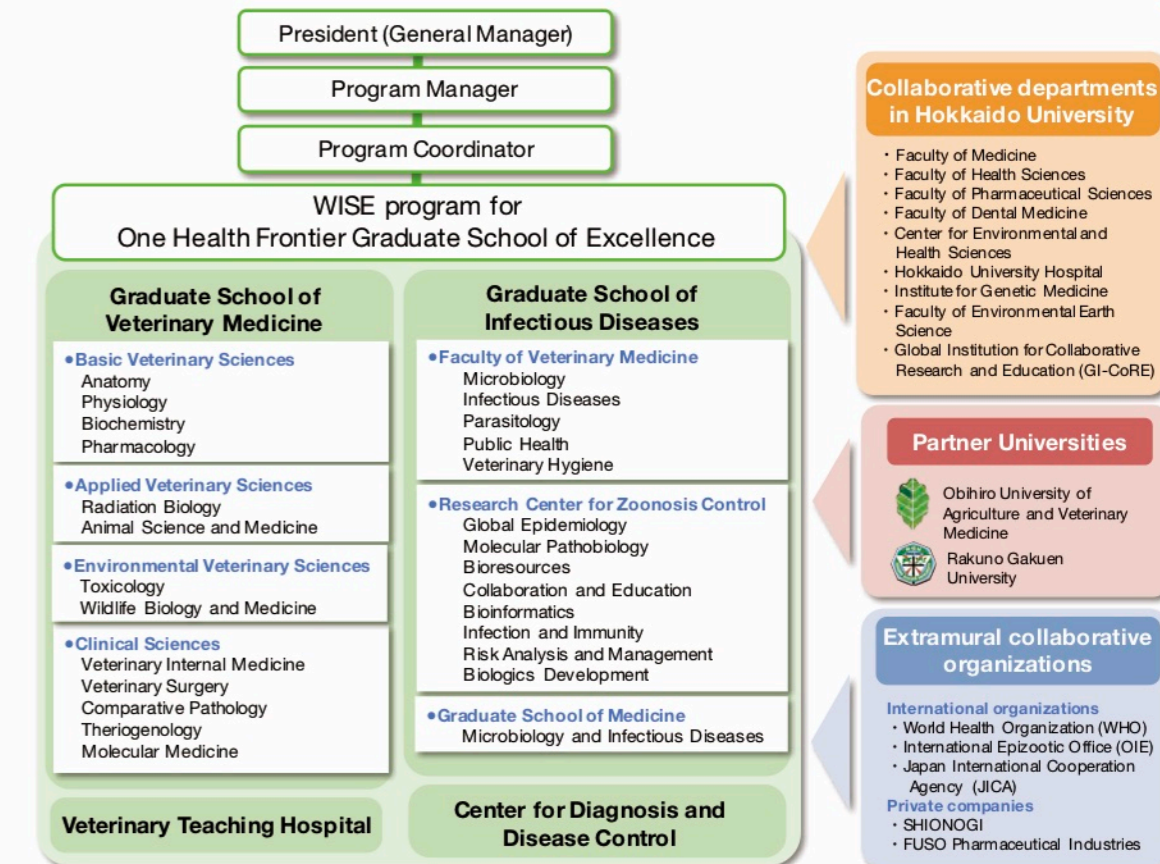 President (General Manager)
Program Manager
Program Coordinator
WISE program for
One Health Frontier Graduate School of Excellence
Graduate School of
Veterinary Medicine
•Basic Veterinary Sciences
Anatomy
Physiology
Biochemistry
Pharmacology
•Applied Veterinary Sciences
Radiation Biology
Animal Science and Medicine
•Environmental Veterinary Sciences
Toxicology
Wildlife Biology and Medicine
•Clinical Sciences
Veterinary Internal Medicine
Veterinary Surgery
Comparative Pathology
Theriogenology
Molecular Medicine
Veterinary Teaching Hospital
Graduate School of
Infectious Diseases
•Faculty of Veterinary Medicine
Microbiology
Infectious Diseases
Parasitology
Public Health
Veterinary Hygiene
•Research Center for Zoonosis Control
Global Epidemiology
Molecular Pathobiology
Bioresources
Collaboration and Education
Bioinformatics
Infection and Immunity
Risk Analysis and Management
Biologics Development
•Graduate School of Medicine
Microbiology and Infectious Diseases
Center for Diagnosis and
Disease Control
Collaborative departments
in Hokkaido University
・Faculty of Medicine
・Faculty of Health Sciences
・Faculty of Pharmaceutical Sciences
・Faculty of Dental Medicine
・Center for Environmental and
Health Sciences
・Hokkaido University Hospital
・Institute for Genetic Medicine
・Faculty of Environmental Earth
Science
・Global Institution for Collaborative
Research and Education (GI-CoRE)
Partner Universities
Obihiro University of
Agriculture and Veterinary
Medicine
Rakuno Gakuen
University
Extramural collaborative
organizations
International organizations
・World Health Organization (WHO)
・International Epizootic Office (OIE)
・Japan International Cooperation
Agency (JICA)
Private companies
・SHIONOGI
・FUSO Pharmaceutical Industries